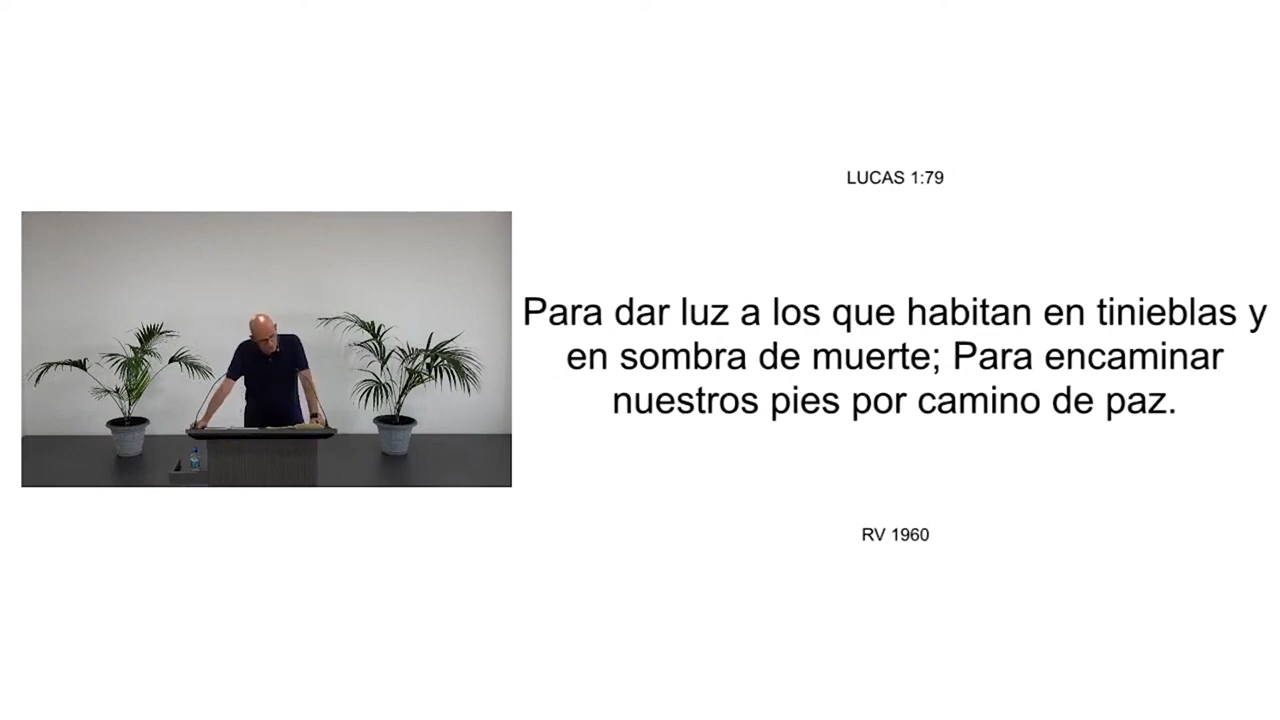 LUCAS 1:79
Para dar luz a los que habitan en tinieblas y
en sombra de muerte; Para encaminar
nuestros pies por camino de paz.
RV 1960